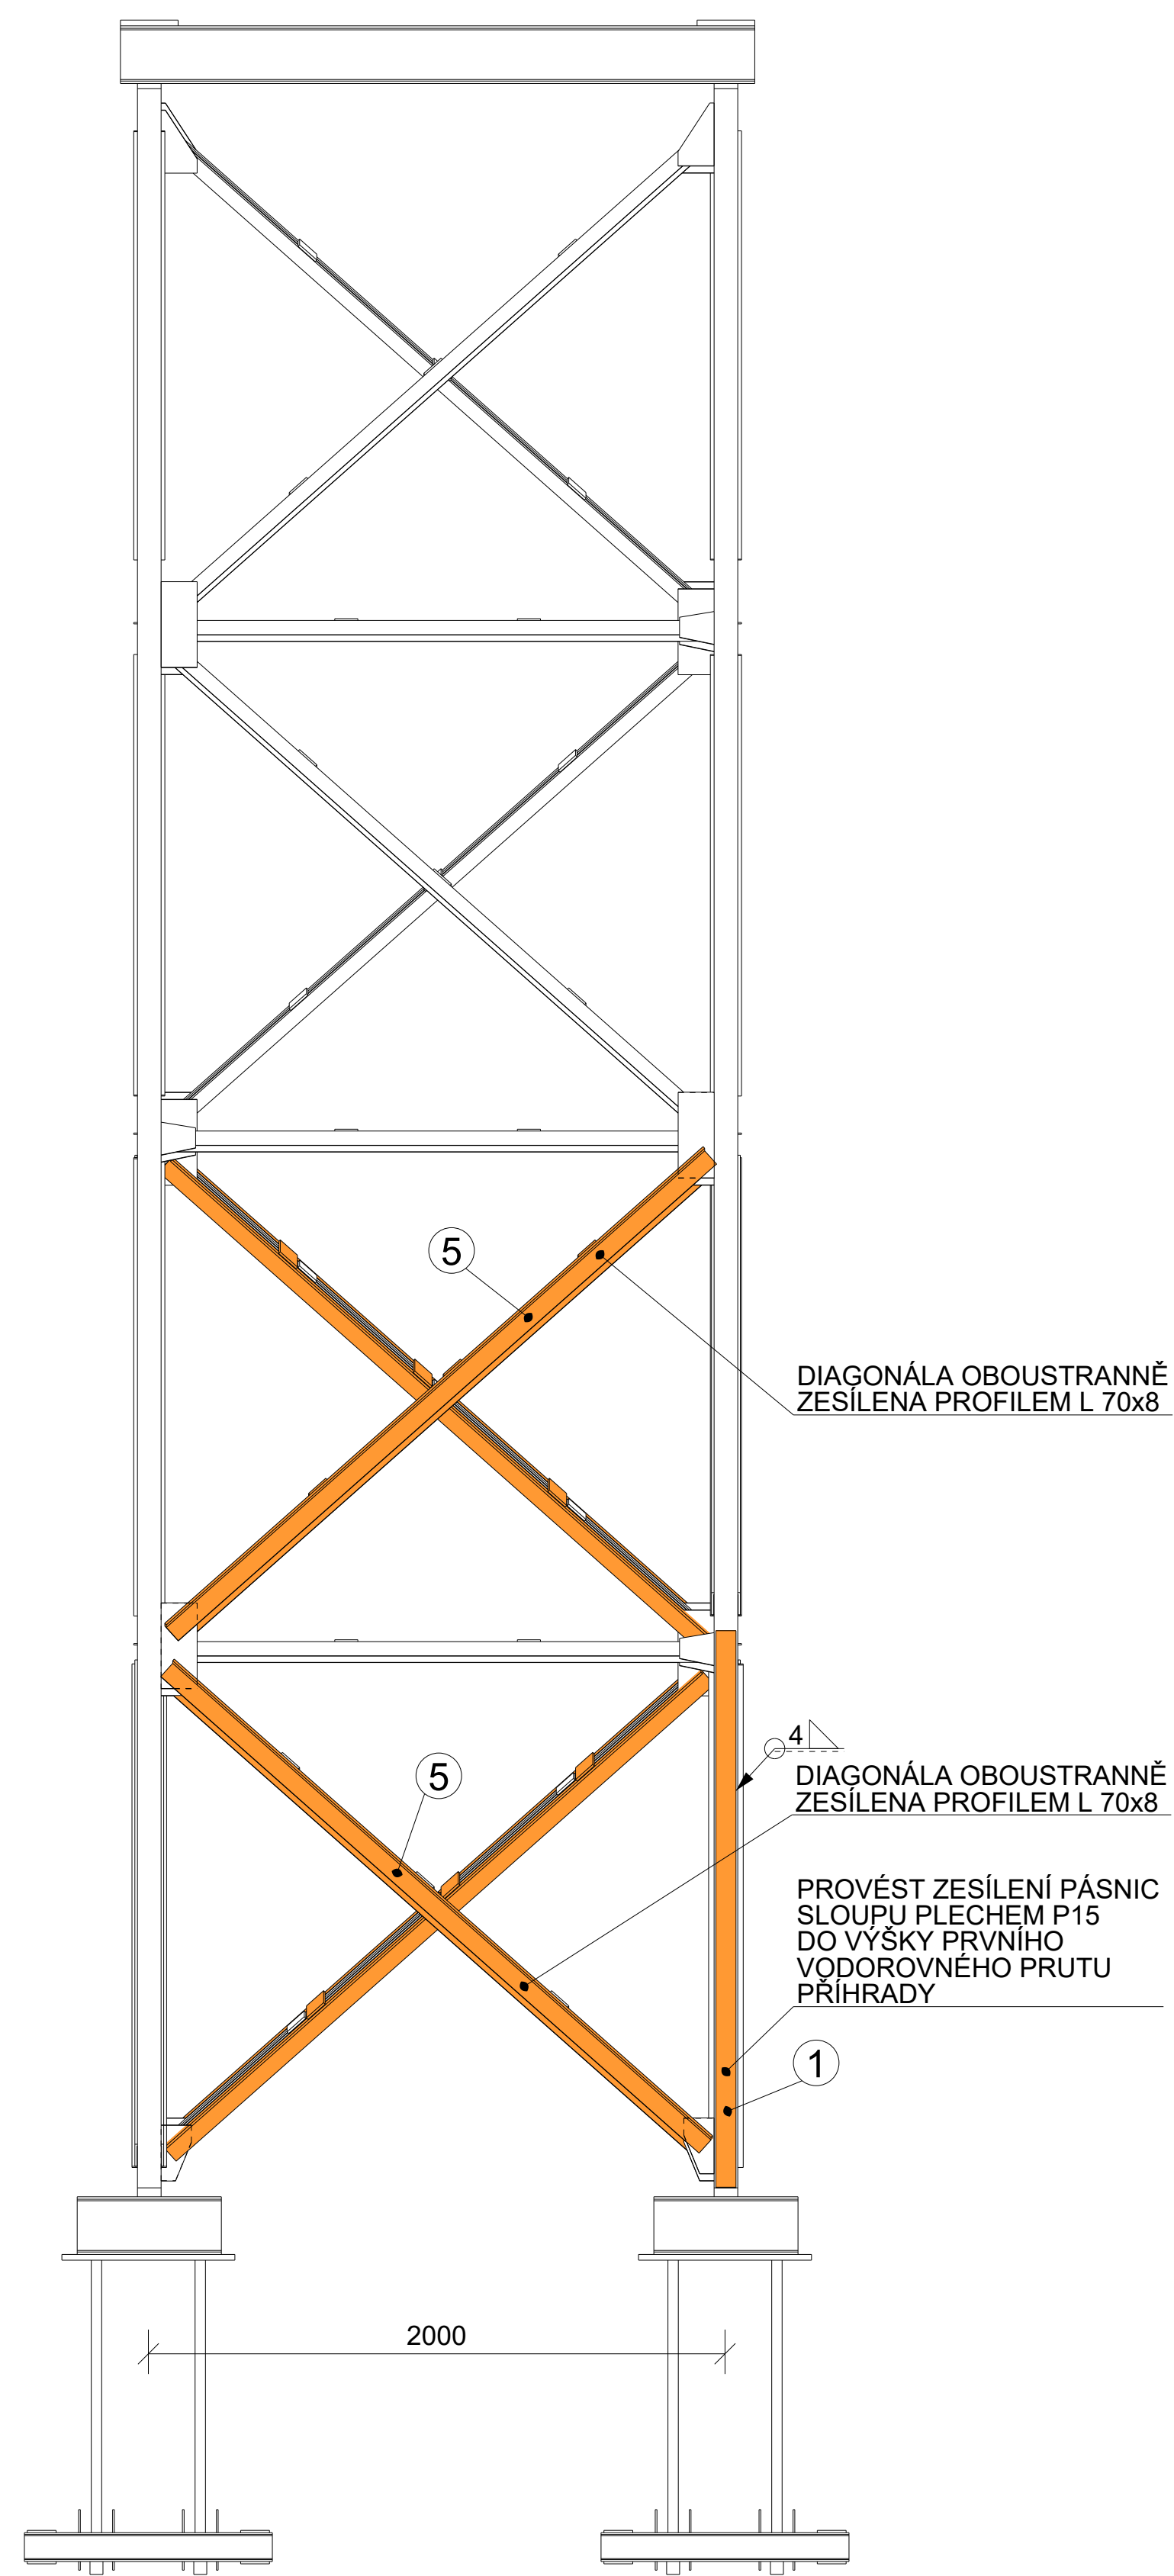 5
DIAGONÁLA OBOUSTRANNĚ
ZESÍLENA PROFILEM L 70x8
4
5
DIAGONÁLA OBOUSTRANNĚ
ZESÍLENA PROFILEM L 70x8
PROVÉST ZESÍLENÍ PÁSNIC
SLOUPU PLECHEM P15
DO VÝŠKY PRVNÍHO
VODOROVNÉHO PRUTU
PŘÍHRADY
1
2000